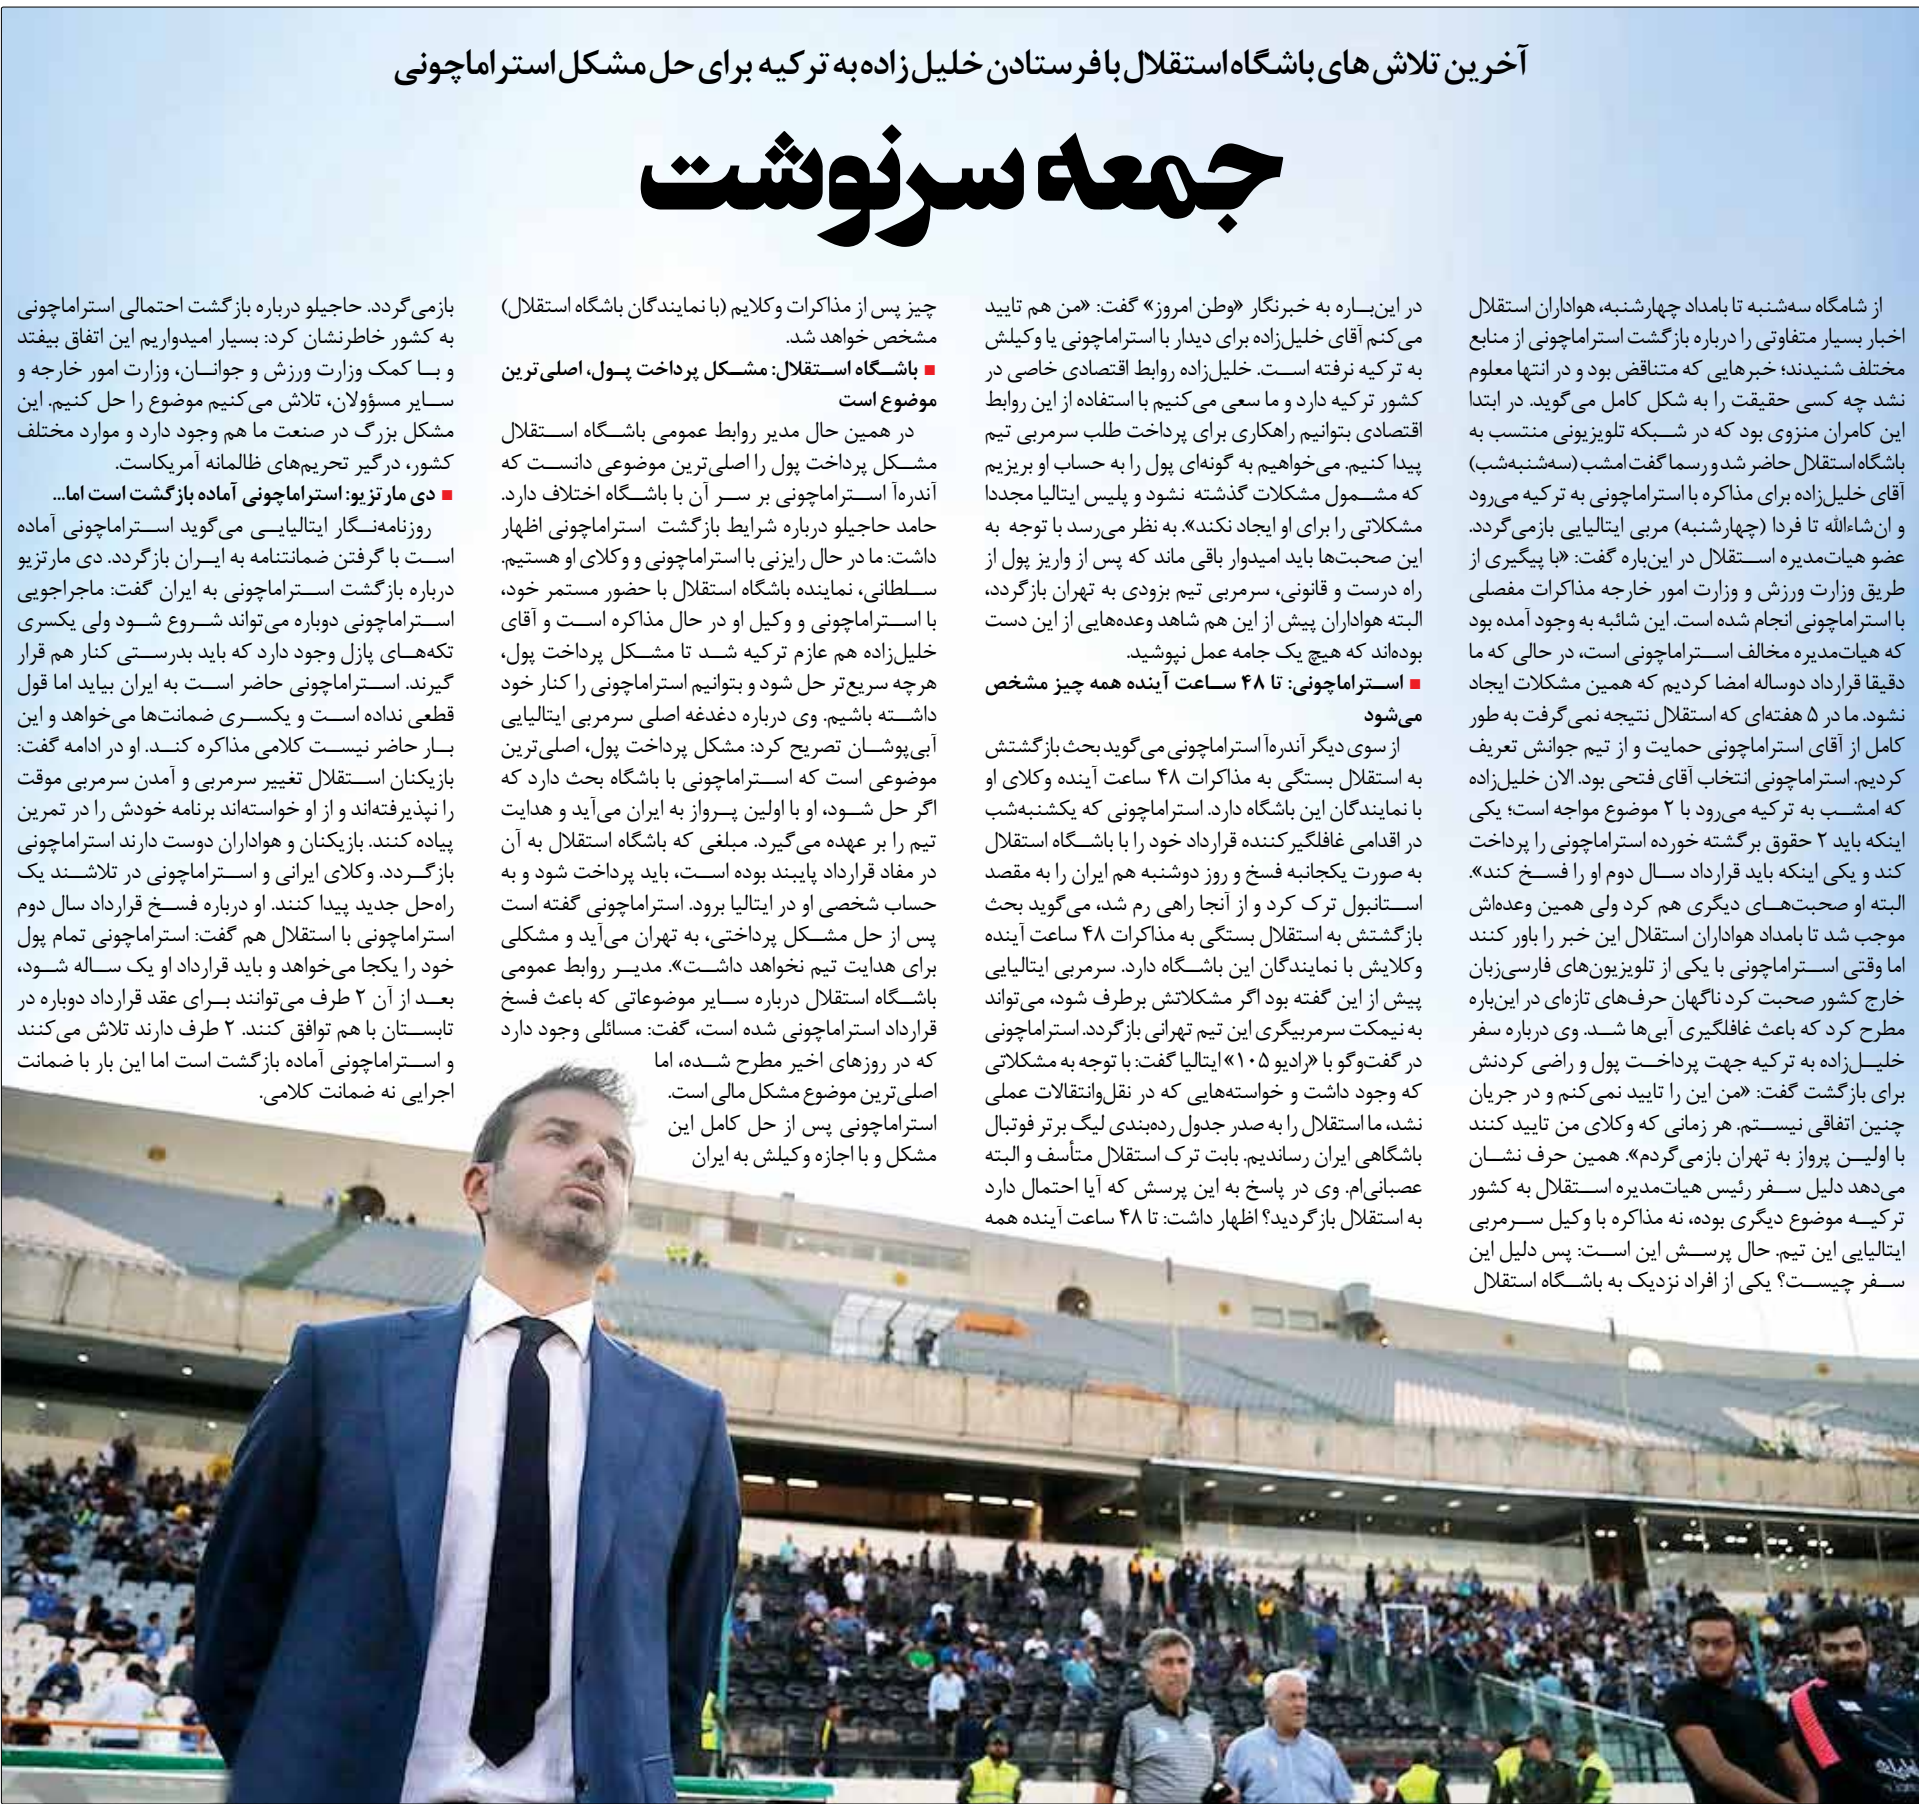 آخرین تلاش های باشگاه استقلال با فرستادن خلیل زاده به ترکیه برای حل مشکل استراماچونی
جمعه سرنوشت
از شامگاه سه‌شنبه تا بامداد چهارشنبه، هواداران استقلال
اخبار بسیار متفاوتی را درباره بازگشت استراماچونی از منابع
مختلف شنیدند؛ خبرهایی که متناقض بود و در انتها معلوم
نشد چه کسی حقیقت را به شکل کامل می‌گوید. در ابتدا
این کامران منزوی بود که در شبکه تلویزیونی منتسب به
باشگاه استقلال حاضر شد و رسما گفت امشب (سه‌شنبه‌شب)
آقای خلیل‌زاده برای مذاکره با استراماچونی به ترکیه می‌رود
و ان‌شاءالله تا فردا (چهارشنبه) مربی ایتالیایی بازمی‌گردد.
عضو هیات‌مدیره استقلال در این‌باره گفت: «با پیگیری از
طریق وزارت ورزش و وزارت امور خارجه مذاکرات مفصلی
با استراماچونی انجام شده است. این شائبه به وجود آمده بود
که هیات‌مدیره مخالف استراماچونی است، در حالی که ما
دقیقا قرارداد دوساله امضا کردیم که همین مشکلات ایجاد
نشود. ما در ۵ هفته‌ای که استقلال نتیجه نمی‌گرفت به طور
کامل از آقای استراماچونی حمایت و از تیم جوانش تعریف
کردیم. استراماچونی انتخاب آقای فتحی بود. الان خلیل‌زاده
که امشب به ترکیه می‌رود با ۲ موضوع مواجه است؛ یکی
اینکه باید ۲ حقوق برگشته خورده استراماچونی را پرداخت
کند و یکی اینکه باید قرارداد سال دوم او را فسخ کند».
البته او صحبت‌های دیگری هم کرد ولی همین وعده‌اش
موجب شد تا بامداد هواداران استقلال این خبر را باور کنند
اما وقتی استراماچونی با یکی از تلویزیون‌های فارسی‌زبان
خارج کشور صحبت کرد ناگهان حرف‌های تازه‌ای در این‌باره
مطرح کرد که باعث غافلگیری آبی‌ها شد. وی درباره سفر
خلیل‌زاده به ترکیه جهت پرداخت پول و راضی کردنش
برای بازگشت گفت: «من این را تایید نمی‌کنم و در جریان
چنین اتفاقی نیستم. هر زمانی که وکلای من تایید کنند
با اولین پرواز به تهران بازمی‌گردم». همین حرف نشان
می‌دهد دلیل سفر رئیس هیات‌مدیره استقلال به کشور
ترکیه موضوع دیگری بوده، نه مذاکره با وکیل سرمربی
ایتالیایی این تیم. حال پرسش این است: پس دلیل این
سفر چیست؟ یکی از افراد نزدیک به باشگاه استقلال
در این‌باره به خبرنگار «وطن امروز» گفت: «من هم تایید
می‌کنم آقای خلیل‌زاده برای دیدار با استراماچونی یا وکیلش
به ترکیه نرفته است. خلیل‌زاده روابط اقتصادی خاصی در
کشور ترکیه دارد و ما سعی می‌کنیم با استفاده از این روابط
اقتصادی بتوانیم راهکاری برای پرداخت طلب سرمربی تیم
پیدا کنیم. می‌خواهیم به گونه‌ای پول را به حساب او بریزیم
که مشمول مشکلات گذشته نشود و پلیس ایتالیا مجددا
مشکلاتی را برای او ایجاد نکند». به نظر می‌رسد با توجه به
این صحبت‌ها باید امیدوار باقی ماند که پس از واریز پول از
راه درست و قانونی، سرمربی تیم بزودی به تهران بازگردد،
البته هواداران پیش از این هم شاهد وعده‌هایی از این دست
بوده‌اند که هیچ یک جامه عمل نپوشید.
■ استراماچونی: تا ۴۸ ساعت آینده همه چیز مشخص
می‌شود
از سوی دیگر آندره‌آ استراماچونی می‌گوید بحث بازگشتش
به استقلال بستگی به مذاکرات ۴۸ ساعت آینده وکلای او
با نمایندگان این باشگاه دارد. استراماچونی که یکشنبه‌شب
در اقدامی غافلگیرکننده قرارداد خود را با باشگاه استقلال
به صورت یکجانبه فسخ و روز دوشنبه هم ایران را به مقصد
استانبول ترک کرد و از آنجا راهی رم شد، می‌گوید بحث
بازگشتش به استقلال بستگی به مذاکرات ۴۸ ساعت آینده
وکلایش با نمایندگان این باشگاه دارد. سرمربی ایتالیایی
پیش از این گفته بود اگر مشکلاتش برطرف شود، می‌تواند
به نیمکت سرمربیگری این تیم تهرانی بازگردد. استراماچونی
در گفت‌وگو با «رادیو ۱۰۵» ایتالیا گفت: با توجه به مشکلاتی
که وجود داشت و خواسته‌هایی که در نقل‌وانتقالات عملی
نشد، ما استقلال را به صدر جدول رده‌بندی لیگ برتر فوتبال
باشگاهی ایران رساندیم. بابت ترک استقلال متأسف و البته
عصبانی‌ام. وی در پاسخ به این پرسش که آیا احتمال دارد
به استقلال بازگردید؟ اظهار داشت: تا ۴۸ ساعت آینده همه
چیز پس از مذاکرات وکلایم (با نمایندگان باشگاه استقلال)
مشخص خواهد شد.
■ باشگاه استقلال: مشکل پرداخت پول، اصلی‌ترین
موضوع است
در همین حال مدیر روابط عمومی باشگاه استقلال
مشکل پرداخت پول را اصلی‌ترین موضوعی دانست که
آندره‌آ استراماچونی بر سر آن با باشگاه اختلاف دارد.
حامد حاجیلو درباره شرایط بازگشت استراماچونی اظهار
داشت: ما در حال رایزنی با استراماچونی و وکلای او هستیم.
سلطانی، نماینده باشگاه استقلال با حضور مستمر خود،
با استراماچونی و وکیل او در حال مذاکره است و آقای
خلیل‌زاده هم عازم ترکیه شد تا مشکل پرداخت پول،
هرچه سریع‌تر حل شود و بتوانیم استراماچونی را کنار خود
داشته باشیم. وی درباره دغدغه اصلی سرمربی ایتالیایی
آبی‌پوشان تصریح کرد: مشکل پرداخت پول، اصلی‌ترین
موضوعی است که استراماچونی با باشگاه بحث دارد که
اگر حل شود، او با اولین پرواز به ایران می‌آید و هدایت
تیم را بر عهده می‌گیرد. مبلغی که باشگاه استقلال به آن
در مفاد قرارداد پایبند بوده است، باید پرداخت شود و به
حساب شخصی او در ایتالیا برود. استراماچونی گفته است
پس از حل مشکل پرداختی، به تهران می‌آید و مشکلی
برای هدایت تیم نخواهد داشت». مدیر روابط عمومی
باشگاه استقلال درباره سایر موضوعاتی که باعث فسخ
قرارداد استراماچونی شده است، گفت: مسائلی وجود دارد
که در روزهای اخیر مطرح شده، اما
اصلی‌ترین موضوع مشکل مالی است.
استراماچونی پس از حل کامل این
مشکل و با اجازه وکیلش به ایران
بازمی‌گردد. حاجیلو درباره بازگشت احتمالی استراماچونی
به کشور خاطرنشان کرد: بسیار امیدواریم این اتفاق بیفتد
و با کمک وزارت ورزش و جوانان، وزارت امور خارجه و
سایر مسؤولان، تلاش می‌کنیم موضوع را حل کنیم. این
مشکل بزرگ در صنعت ما هم وجود دارد و موارد مختلف
کشور، درگیر تحریم‌های ظالمانه آمریکاست.
■ دی مارتزیو: استراماچونی آماده بازگشت است اما...
روزنامه‌نگار ایتالیایی می‌گوید استراماچونی آماده
است با گرفتن ضمانتنامه به ایران بازگردد. دی مارتزیو
درباره بازگشت استراماچونی به ایران گفت: ماجراجویی
استراماچونی دوباره می‌تواند شروع شود ولی یکسری
تکه‌های پازل وجود دارد که باید بدرستی کنار هم قرار
گیرند. استراماچونی حاضر است به ایران بیاید اما قول
قطعی نداده است و یکسری ضمانت‌ها می‌خواهد و این
بار حاضر نیست کلامی مذاکره کند. او در ادامه گفت:
بازیکنان استقلال تغییر سرمربی و آمدن سرمربی موقت
را نپذیرفته‌اند و از او خواسته‌اند برنامه خودش را در تمرین
پیاده کنند. بازیکنان و هواداران دوست دارند استراماچونی
بازگردد. وکلای ایرانی و استراماچونی در تلاشند یک
راه‌حل جدید پیدا کنند. او درباره فسخ قرارداد سال دوم
استراماچونی با استقلال هم گفت: استراماچونی تمام پول
خود را یکجا می‌خواهد و باید قرارداد او یک ساله شود،
بعد از آن ۲ طرف می‌توانند برای عقد قرارداد دوباره در
تابستان با هم توافق کنند. ۲ طرف دارند تلاش می‌کنند
و استراماچونی آماده بازگشت است اما این بار با ضمانت
اجرایی نه ضمانت کلامی.